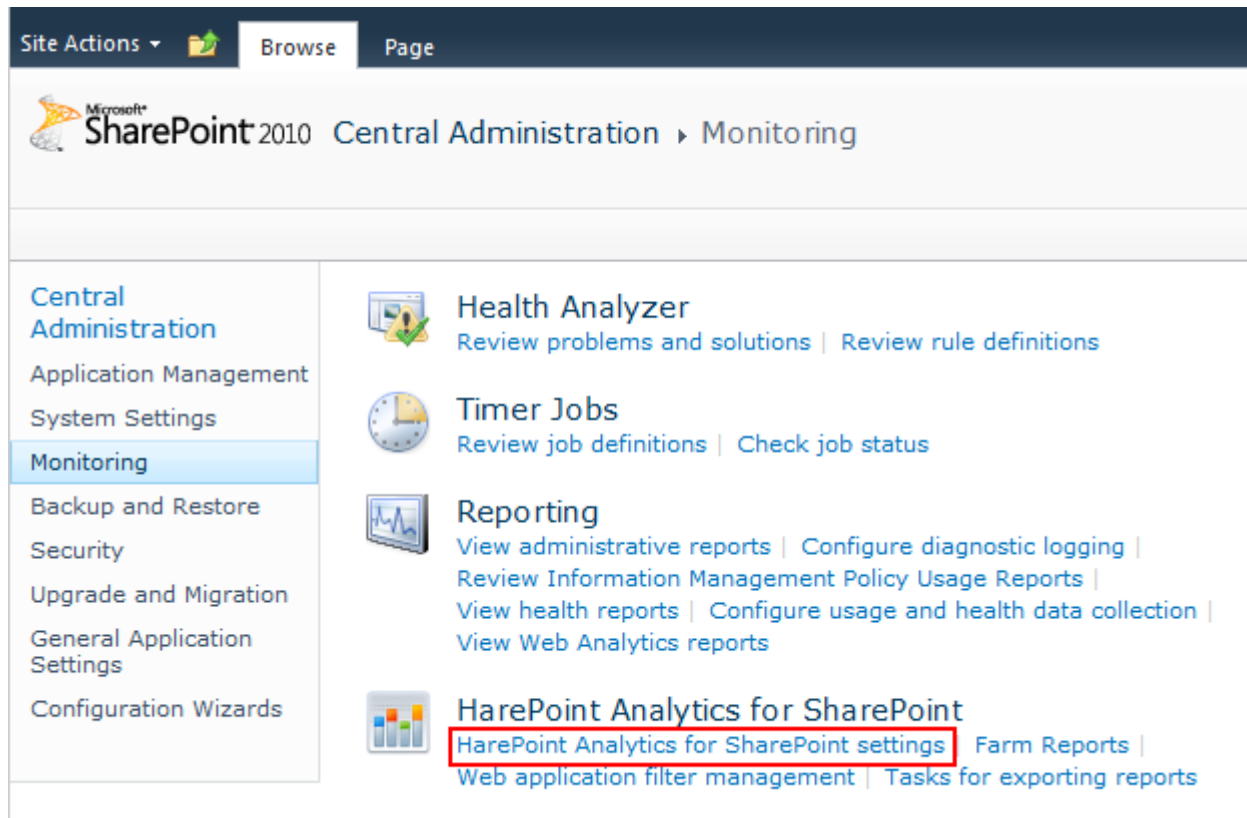 Site Actions Browse Page
Microsoft®
SharePoint 2010 Central Administration ▸ Monitoring
Central
Administration
Application Management
System Settings
Monitoring
Backup and Restore
Security
Upgrade and Migration
General Application
Settings
Configuration Wizards
Health Analyzer
Review problems and solutions | Review rule definitions
Timer Jobs
Review job definitions | Check job status
Reporting
View administrative reports | Configure diagnostic logging |
Review Information Management Policy Usage Reports |
View health reports | Configure usage and health data collection |
View Web Analytics reports
HarePoint Analytics for SharePoint
HarePoint Analytics for SharePoint settings | Farm Reports |
Web application filter management | Tasks for exporting reports